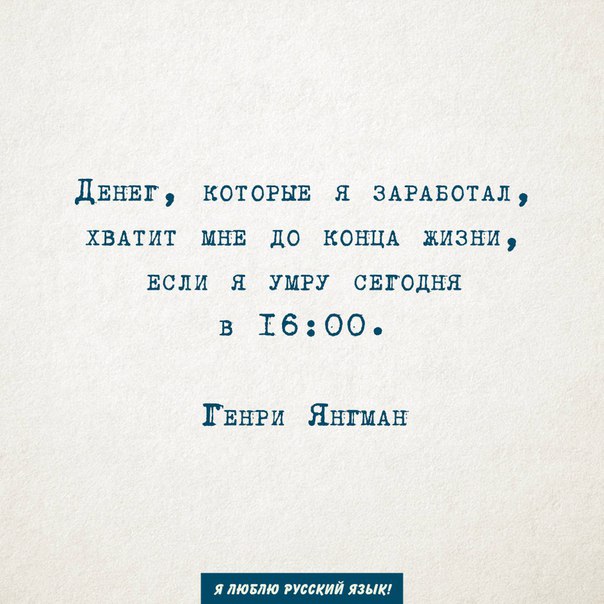 Денег, которые я заработал,
хватит мне до конца жизни,
если я умру сегодня
в 16:00.
Генри Янгман
Я ЛЮБЛЮ РУССКИЙ ЯЗЫК!